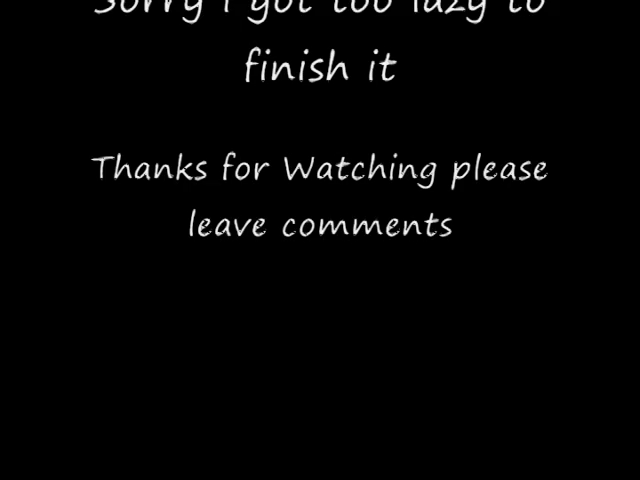 Sorry I got too lazy to
finish it
Thanks for Watching please
leave comments